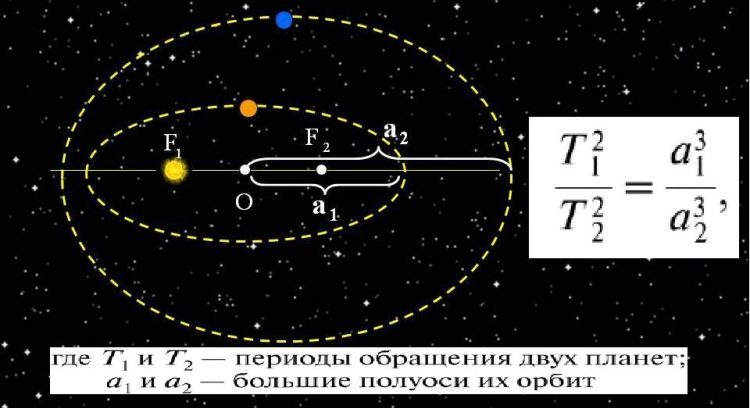 F₁
F₂
a₂
O
a₁
T₁²/T₂² = a₁³/a₂³,
где T₁ и T₂ — периоды обращения двух планет;
a₁ и a₂ — большие полуоси их орбит